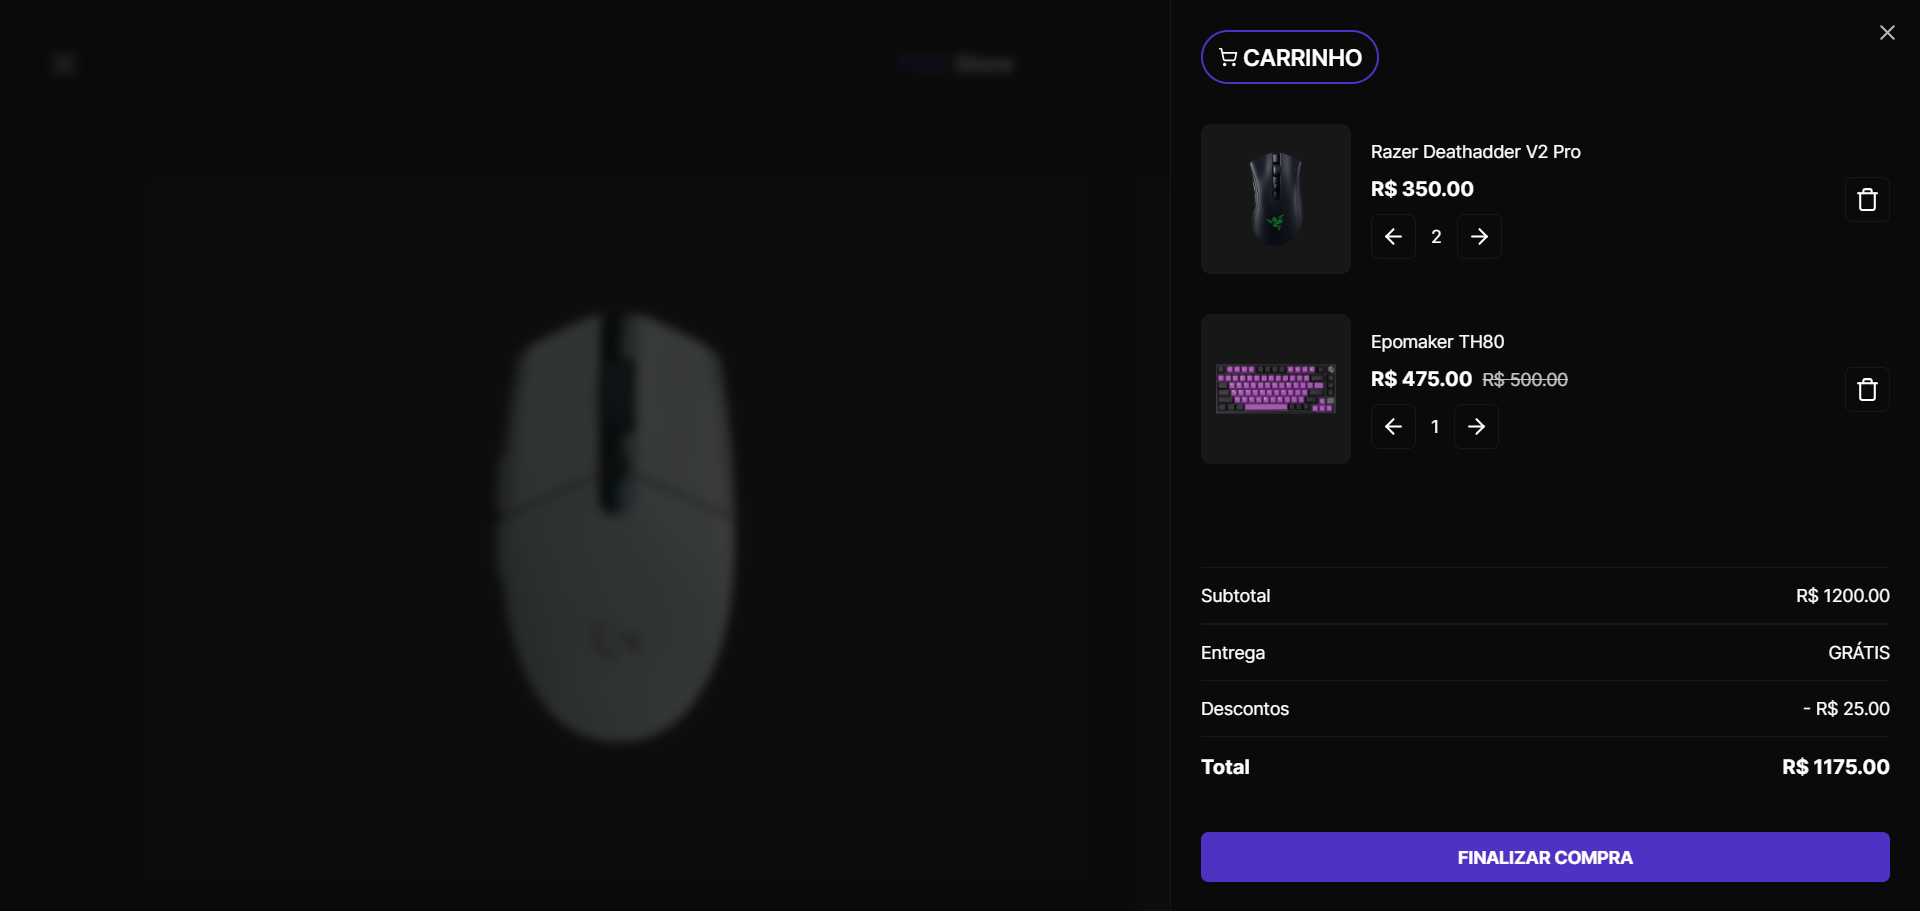 Store
CARRINHO
Razer Deathadder V2 Pro
R$ 350.00
2
Epomaker TH80
R$ 475.00 R$ 500.00
1
Subtotal R$ 1200.00
Entrega GRÁTIS
Descontos - R$ 25.00
Total R$ 1175.00
FINALIZAR COMPRA